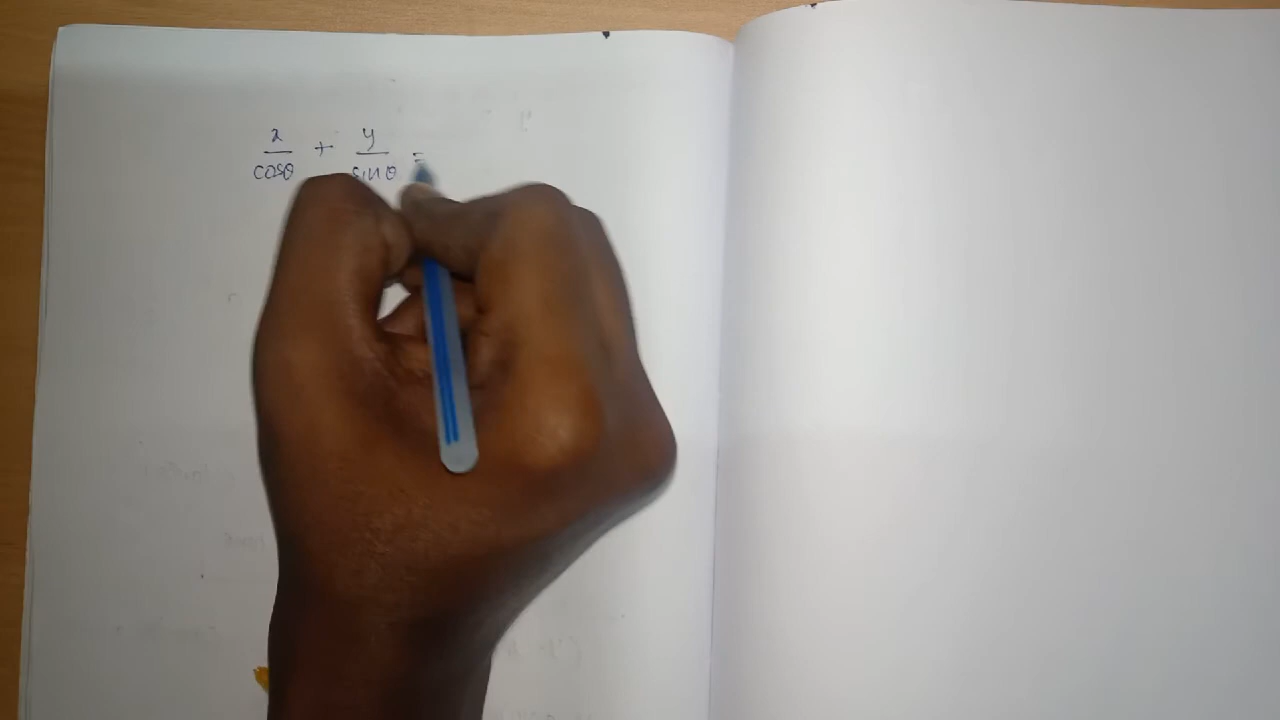 x/cosθ + y/sinθ =